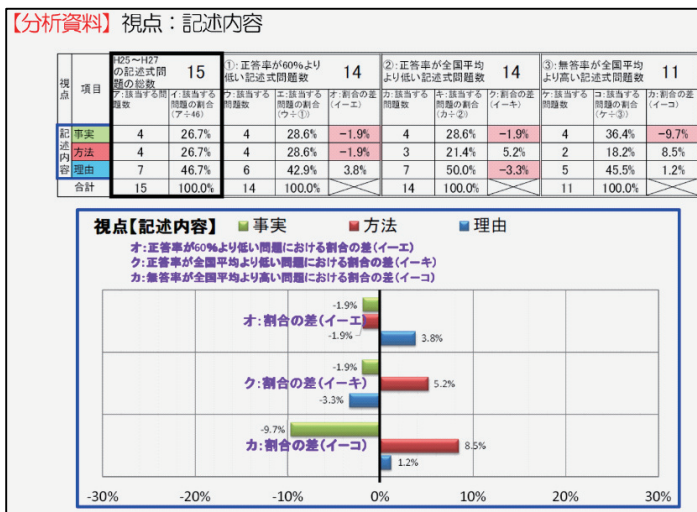 【分析資料】視点：記述内容
視点 項目 H25～H27の記述式問題の総数 15 ①：正答率が60％より低い記述式問題数 14 ②：正答率が全国平均より低い記述式問題数 14 ③：無答率が全国平均より高い記述式問題数 11
ア：該当する問題数 イ：該当する問題の割合(ア÷46) ウ：該当する問題数 エ：該当する問題の割合(ウ÷①) オ：割合の差(イーエ) カ：該当する問題数 キ：該当する問題の割合(カ÷②) ク：割合の差(イーキ) ケ：該当する問題数 コ：該当する問題の割合(ケ÷③) オ：割合の差(イーコ)
記述内容 事実 4 26.7% 4 28.6% −1.9% 4 28.6% −1.9% 4 36.4% −9.7%
方法 4 26.7% 4 28.6% −1.9% 3 21.4% 5.2% 2 18.2% 8.5%
理由 7 46.7% 6 42.9% 3.8% 7 50.0% −3.3% 5 45.5% 1.2%
合計 15 100.0% 14 100.0% 14 100.0% 11 100.0%
視点【記述内容】 事実 方法 理由
オ：正答率が60％より低い問題における割合の差(イーエ)
ク：正答率が全国平均より低い問題における割合の差(イーキ)
カ：無答率が全国平均より高い問題における割合の差(イーコ)
-1.9%
オ：割合の差(イーエ)
-1.9%
3.8%
-1.9%
ク：割合の差(イーキ) 5.2%
-3.3%
-9.7%
カ：割合の差(イーコ) 8.5%
1.2%
-30% -20% -10% 0% 10% 20% 30%